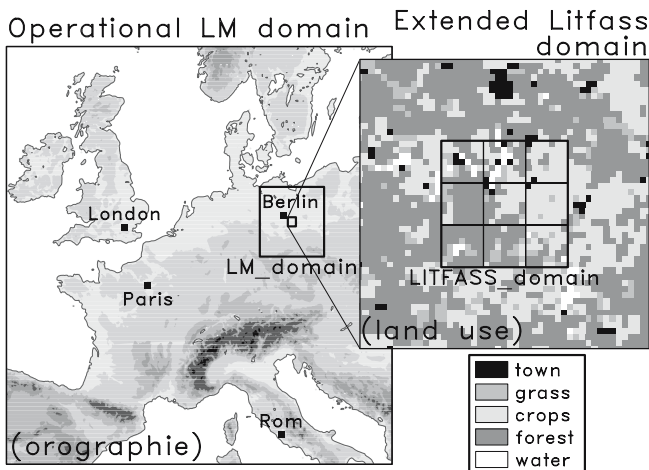 Operational LM domain
Extended Litfass
domain
London
Berlin
LM_domain
Paris
Rom
(orographie)
LITFASS_domain
(land use)
town
grass
crops
forest
water